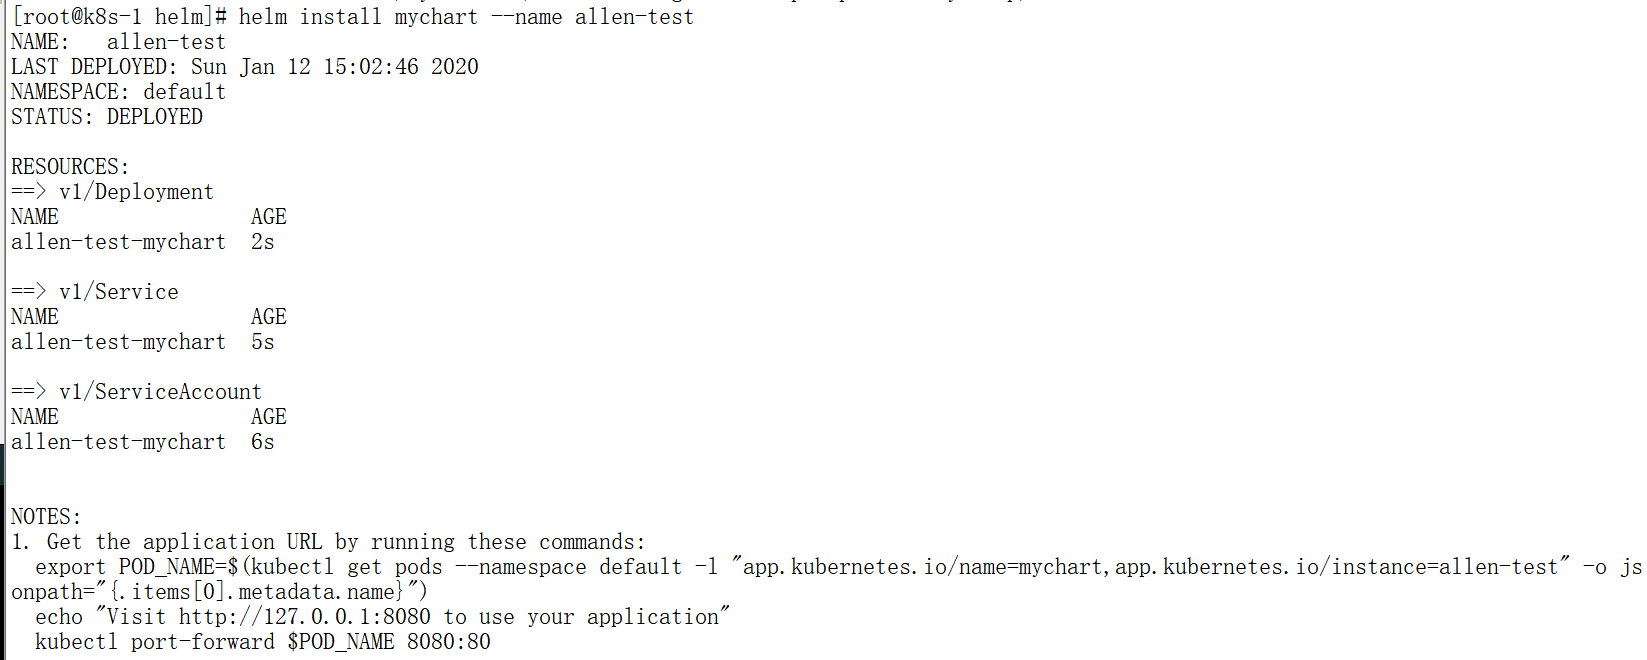 [root@k8s-1 helm]# helm install mychart --name allen-test
NAME:   allen-test
LAST DEPLOYED: Sun Jan 12 15:02:46 2020
NAMESPACE: default
STATUS: DEPLOYED

RESOURCES:
==> v1/Deployment
NAME                AGE
allen-test-mychart  2s

==> v1/Service
NAME                AGE
allen-test-mychart  5s

==> v1/ServiceAccount
NAME                AGE
allen-test-mychart  6s


NOTES:
1. Get the application URL by running these commands:
  export POD_NAME=$(kubectl get pods --namespace default -l "app.kubernetes.io/name=mychart,app.kubernetes.io/instance=allen-test" -o js
onpath="{.items[0].metadata.name}")
  echo "Visit http://127.0.0.1:8080 to use your application"
  kubectl port-forward $POD_NAME 8080:80